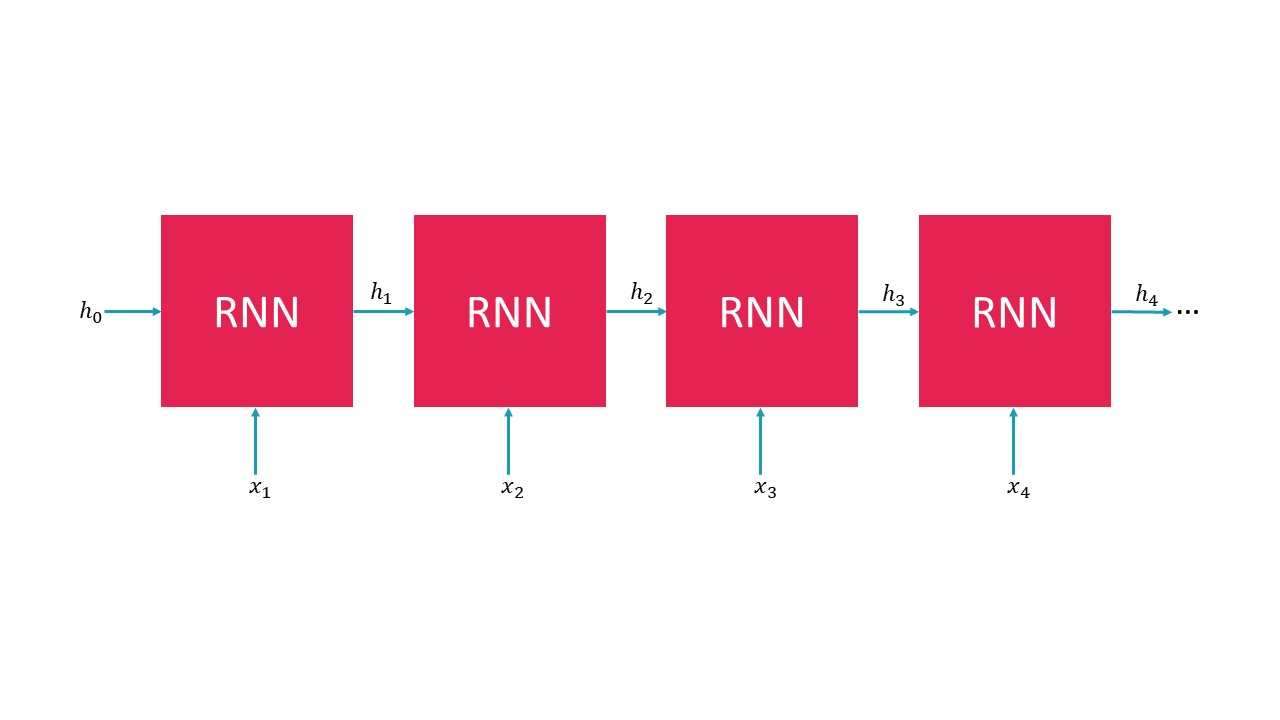 h₁ h₂ h₃ h₄
h₀ RNN RNN RNN RNN ...
x₁ x₂ x₃ x₄